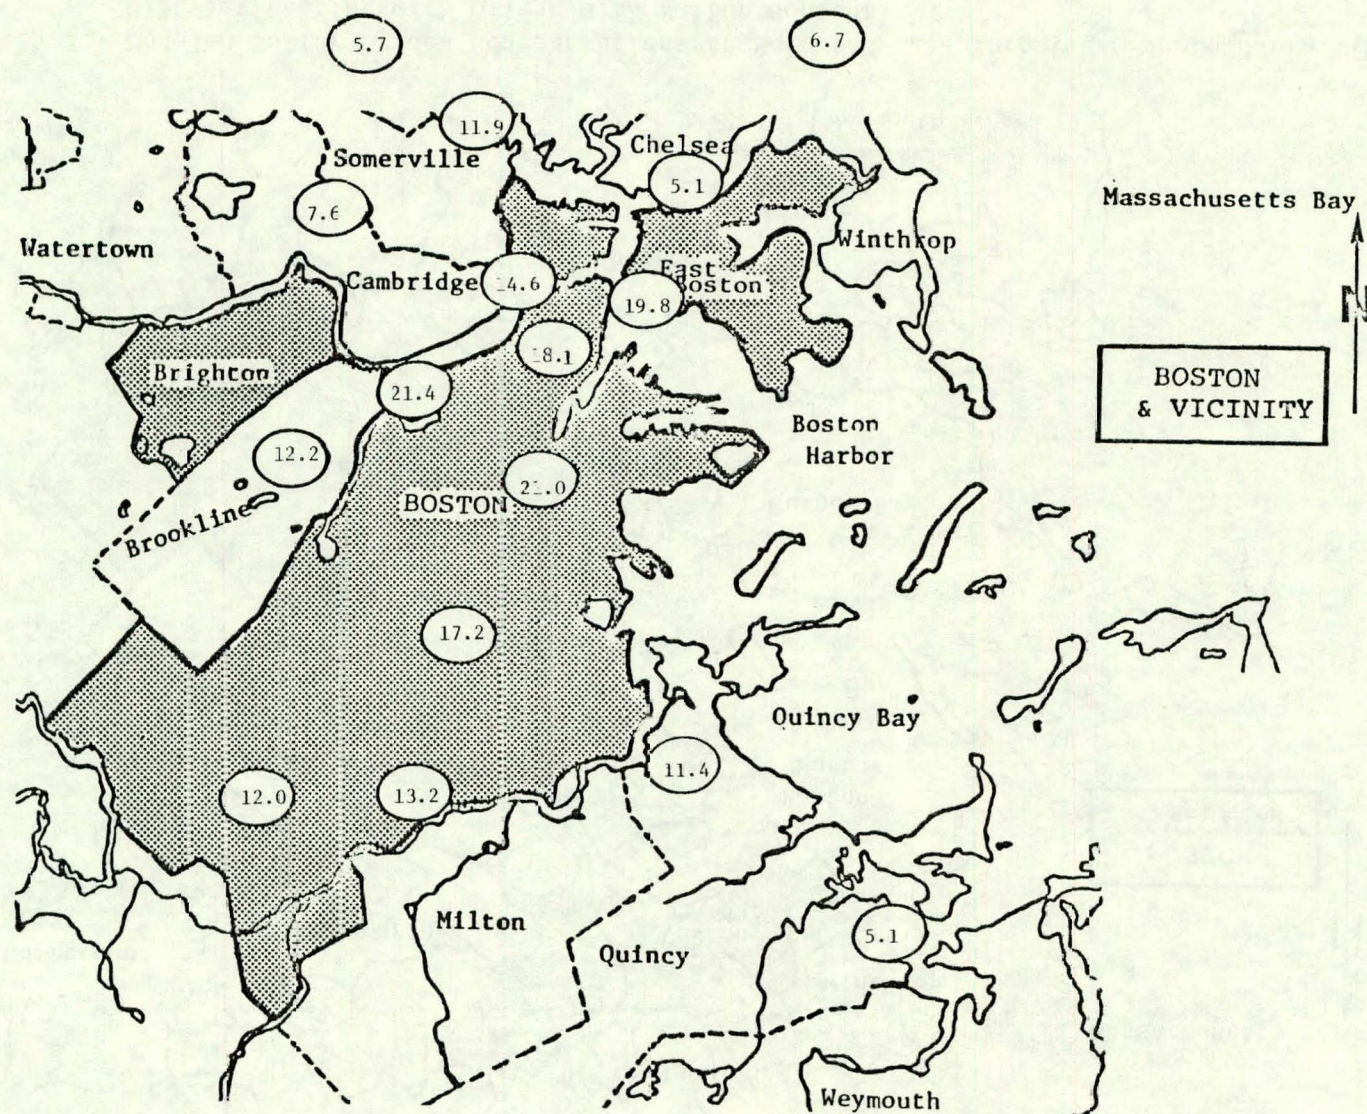 5.7
6.7
11.9
Somerville
Chelsea
5.1
7.6
Massachusetts Bay
Watertown
Winthrop
Cambridge
14.6
East
Boston
19.8
N
18.1
Brighton
21.4
BOSTON
& VICINITY
12.2
Boston
Harbor
21.0
BOSTON
Brookline
17.2
Quincy Bay
11.4
12.0
13.2
Milton
Quincy
5.1
Weymouth